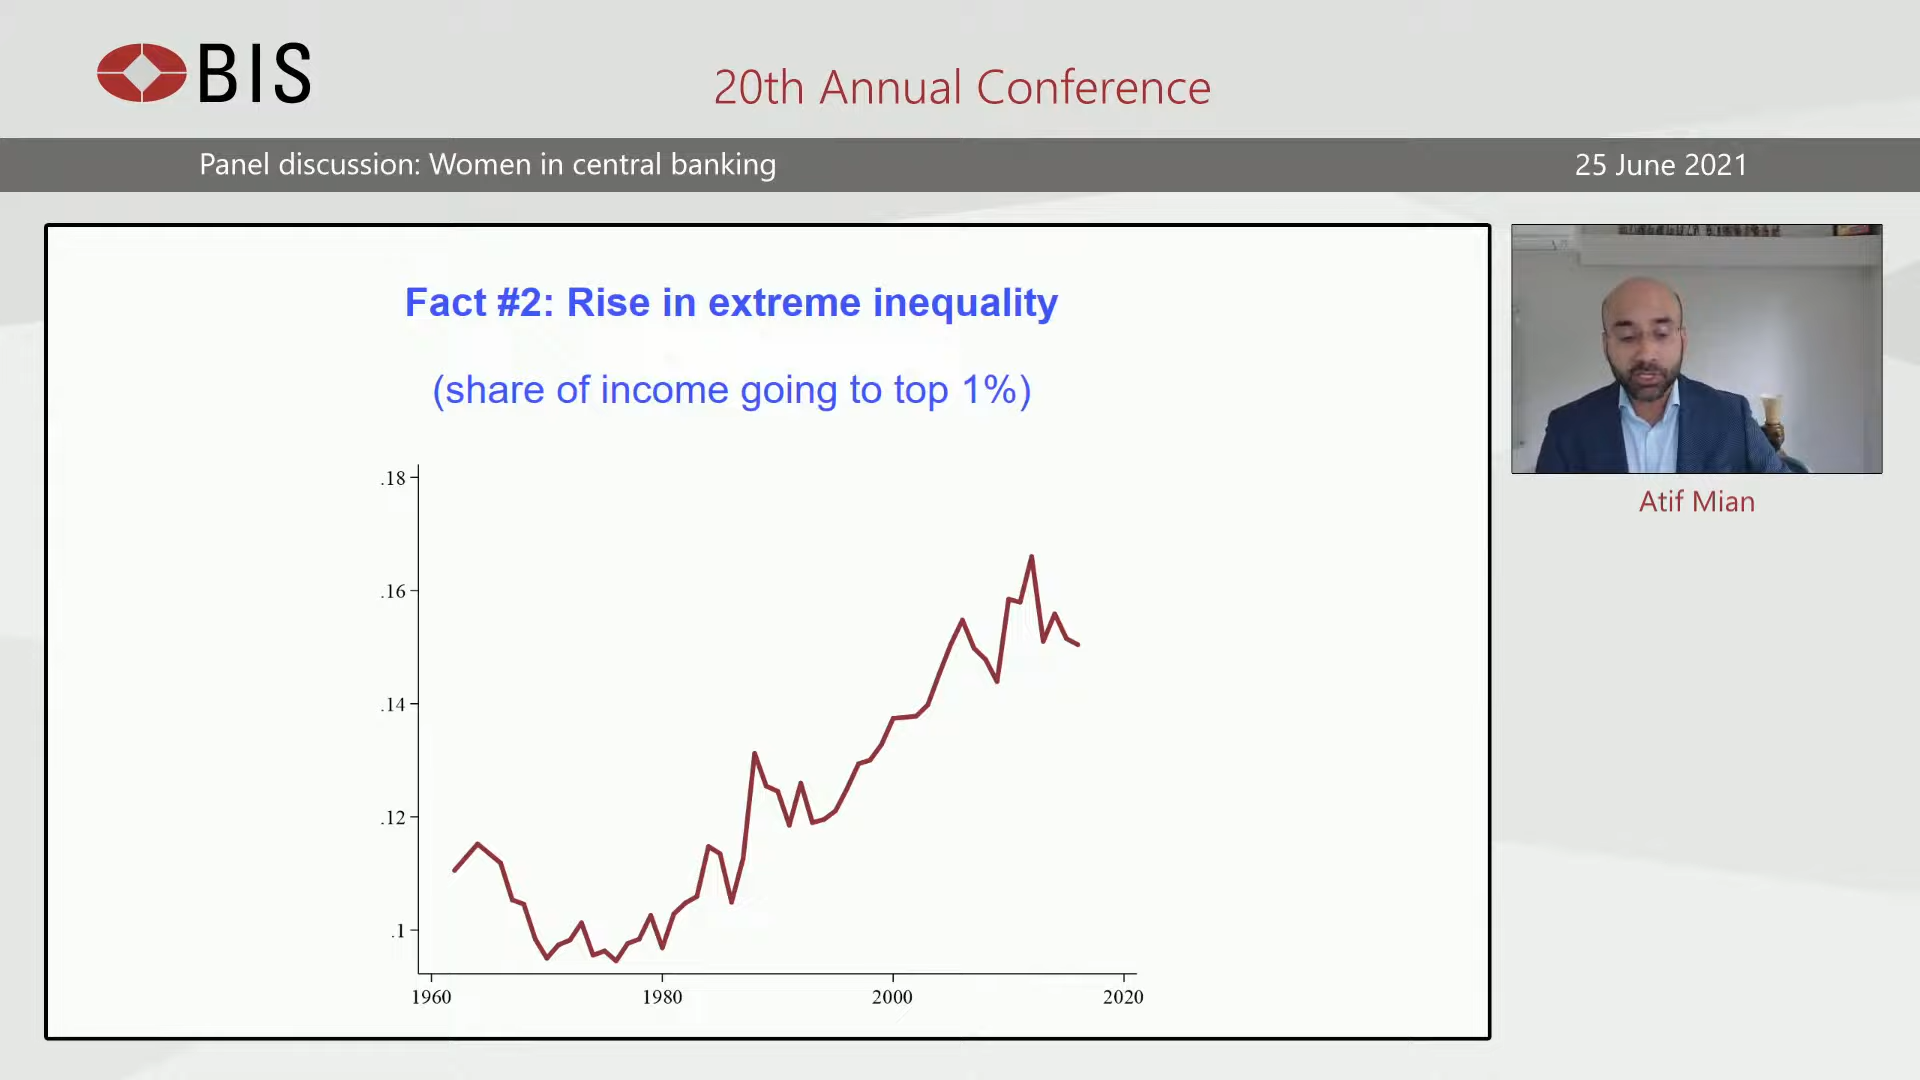 BIS
20th Annual Conference
Panel discussion: Women in central banking
25 June 2021
Fact #2: Rise in extreme inequality
(share of income going to top 1%)
.18
.16
.14
.12
.1
1960
1980
2000
2020
Atif Mian